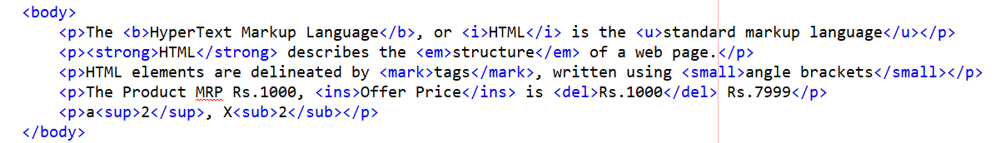 <body>
<p>The <b>HyperText Markup Language</b>, or <i>HTML</i> is the <u>standard markup language</u></p>
<p><strong>HTML</strong> describes the <em>structure</em> of a web page.</p>
<p>HTML elements are delineated by <mark>tags</mark>, written using <small>angle brackets</small></p>
<p>The Product MRP Rs.1000, <ins>Offer Price</ins> is <del>Rs.1000</del> Rs.7999</p>
<p>a<sup>2</sup>, X<sub>2</sub></p>
</body>